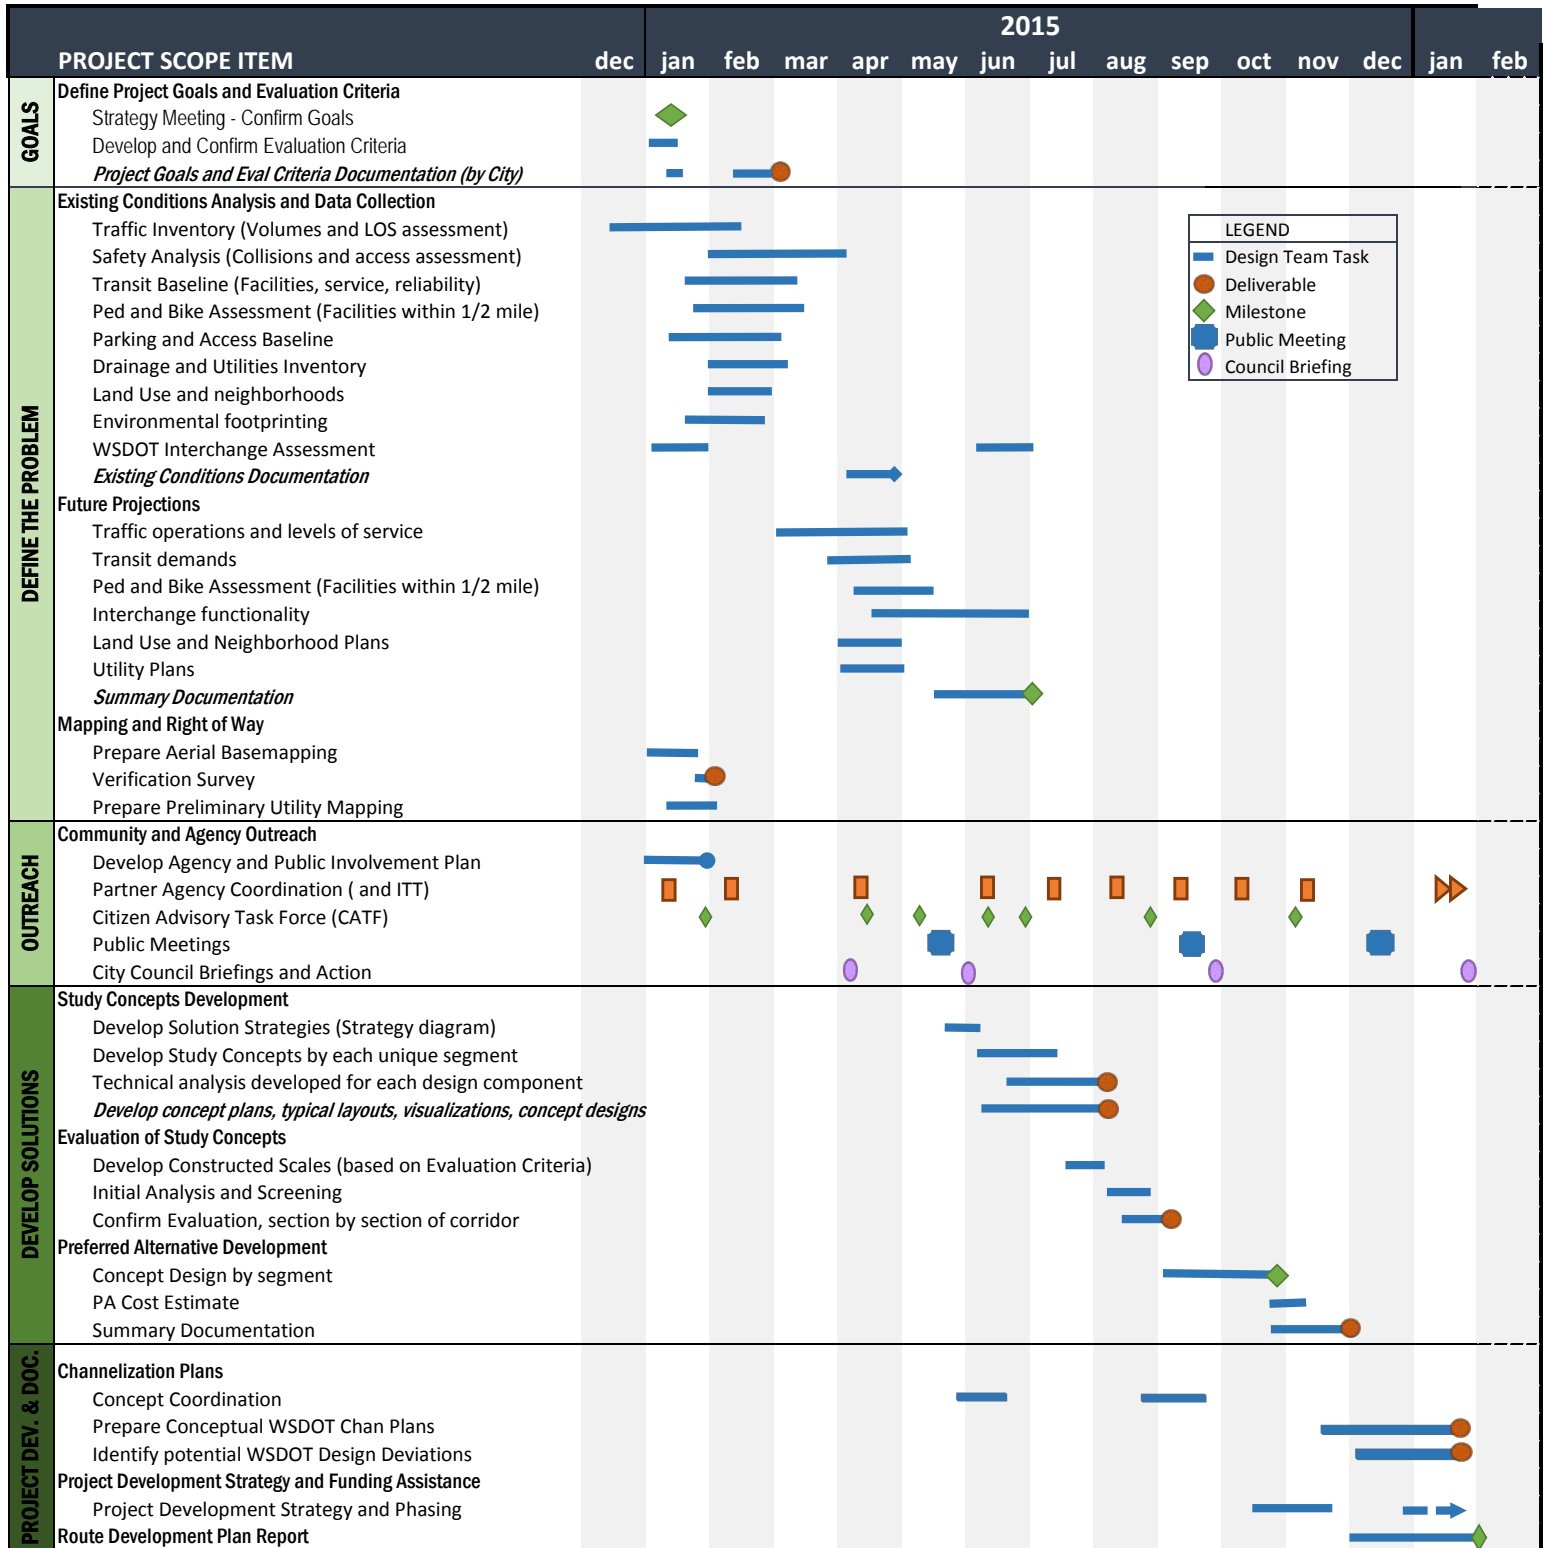 2015
PROJECT SCOPE ITEM dec jan feb mar apr may jun jul aug sep oct nov dec jan feb
GOALS
Define Project Goals and Evaluation Criteria
Strategy Meeting - Confirm Goals
Develop and Confirm Evaluation Criteria
Project Goals and Eval Criteria Documentation (by City)
DEFINE THE PROBLEM
Existing Conditions Analysis and Data Collection
Traffic Inventory (Volumes and LOS assessment)
Safety Analysis (Collisions and access assessment)
Transit Baseline (Facilities, service, reliability)
Ped and Bike Assessment (Facilities within 1/2 mile)
Parking and Access Baseline
Drainage and Utilities Inventory
Land Use and neighborhoods
Environmental footprinting
WSDOT Interchange Assessment
Existing Conditions Documentation
LEGEND
Design Team Task
Deliverable
Milestone
Public Meeting
Council Briefing
Future Projections
Traffic operations and levels of service
Transit demands
Ped and Bike Assessment (Facilities within 1/2 mile)
Interchange functionality
Land Use and Neighborhood Plans
Utility Plans
Summary Documentation
Mapping and Right of Way
Prepare Aerial Basemapping
Verification Survey
Prepare Preliminary Utility Mapping
OUTREACH
Community and Agency Outreach
Develop Agency and Public Involvement Plan
Partner Agency Coordination ( and ITT)
Citizen Advisory Task Force (CATF)
Public Meetings
City Council Briefings and Action
DEVELOP SOLUTIONS
Study Concepts Development
Develop Solution Strategies (Strategy diagram)
Develop Study Concepts by each unique segment
Technical analysis developed for each design component
Develop concept plans, typical layouts, visualizations, concept designs
Evaluation of Study Concepts
Develop Constructed Scales (based on Evaluation Criteria)
Initial Analysis and Screening
Confirm Evaluation, section by section of corridor
Preferred Alternative Development
Concept Design by segment
PA Cost Estimate
Summary Documentation
PROJECT DEV. & DOC.
Channelization Plans
Concept Coordination
Prepare Conceptual WSDOT Chan Plans
Identify potential WSDOT Design Deviations
Project Development Strategy and Funding Assistance
Project Development Strategy and Phasing
Route Development Plan Report